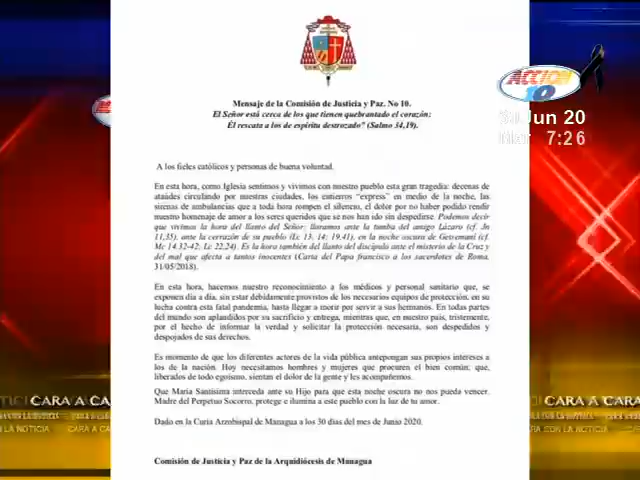 Mensaje de la Comisión de Justicia y Paz. No 10.
El Señor está cerca de los que tienen quebrantado el corazón:
Él rescata a los de espíritu destrozado" (Salmo 34,19).
ACCION
10
Jun 20
7:26
A los fieles católicos y personas de buena voluntad.
En esta hora, como Iglesia sentimos y vivimos con nuestro pueblo esta gran tragedia: decenas de
ataúdes circulando por nuestras ciudades, los entierros "express" en medio de la noche, las
sirenas de ambulancias que a toda hora rompen el silencio, el dolor por no haber podido rendir
nuestro homenaje de amor a los seres queridos que se nos han ido sin despedirse. Podemos decir
que vivimos la hora del llanto del Señor: lloramos ante la tumba del amigo Lázaro (cf. Jn
11,35), ante la cerrazón de su pueblo (Lc 13, 14; 19,41), en la noche oscura de Getsemaní (cf.
Mc 14.32-42; Lc 22,24). Es la hora también del llanto del discípulo ante el misterio de la Cruz y
del mal que afecta a tantos inocentes (Carta del Papa francisco a los sacerdotes de Roma,
31/05/2018).
En esta hora, hacemos nuestro reconocimiento a los médicos y personal sanitario que, se
exponen día a día, sin estar debidamente provistos de los necesarios equipos de protección, en su
lucha contra esta fatal pandemia, hasta llegar a morir por servir a sus hermanos. En todas partes
del mundo son aplaudidos por su sacrificio y entrega, mientras que, en nuestro país, tristemente,
por el hecho de informar la verdad y solicitar la protección necesaria, son despedidos y
despojados de sus derechos.
Es momento de que los diferentes actores de la vida pública antepongan sus propios intereses a
los de la nación. Hoy necesitamos hombres y mujeres que procuren el bien común; que,
liberados de todo egoísmo, sientan el dolor de la gente y les acompañemos.
Que María Santísima interceda ante su Hijo para que esta noche oscura no nos pueda vencer.
Madre del Perpetuo Socorro, protege e ilumina a este pueblo con la luz de tu amor.
Dado en la Curia Arzobispal de Managua a los 30 días del mes de Junio 2020.
Comisión de Justicia y Paz de la Arquidiócesis de Managua
CARA A CA
LA NOTICIA
CARA A CA
CARA A CAR
CARA CON LA NOTICIA